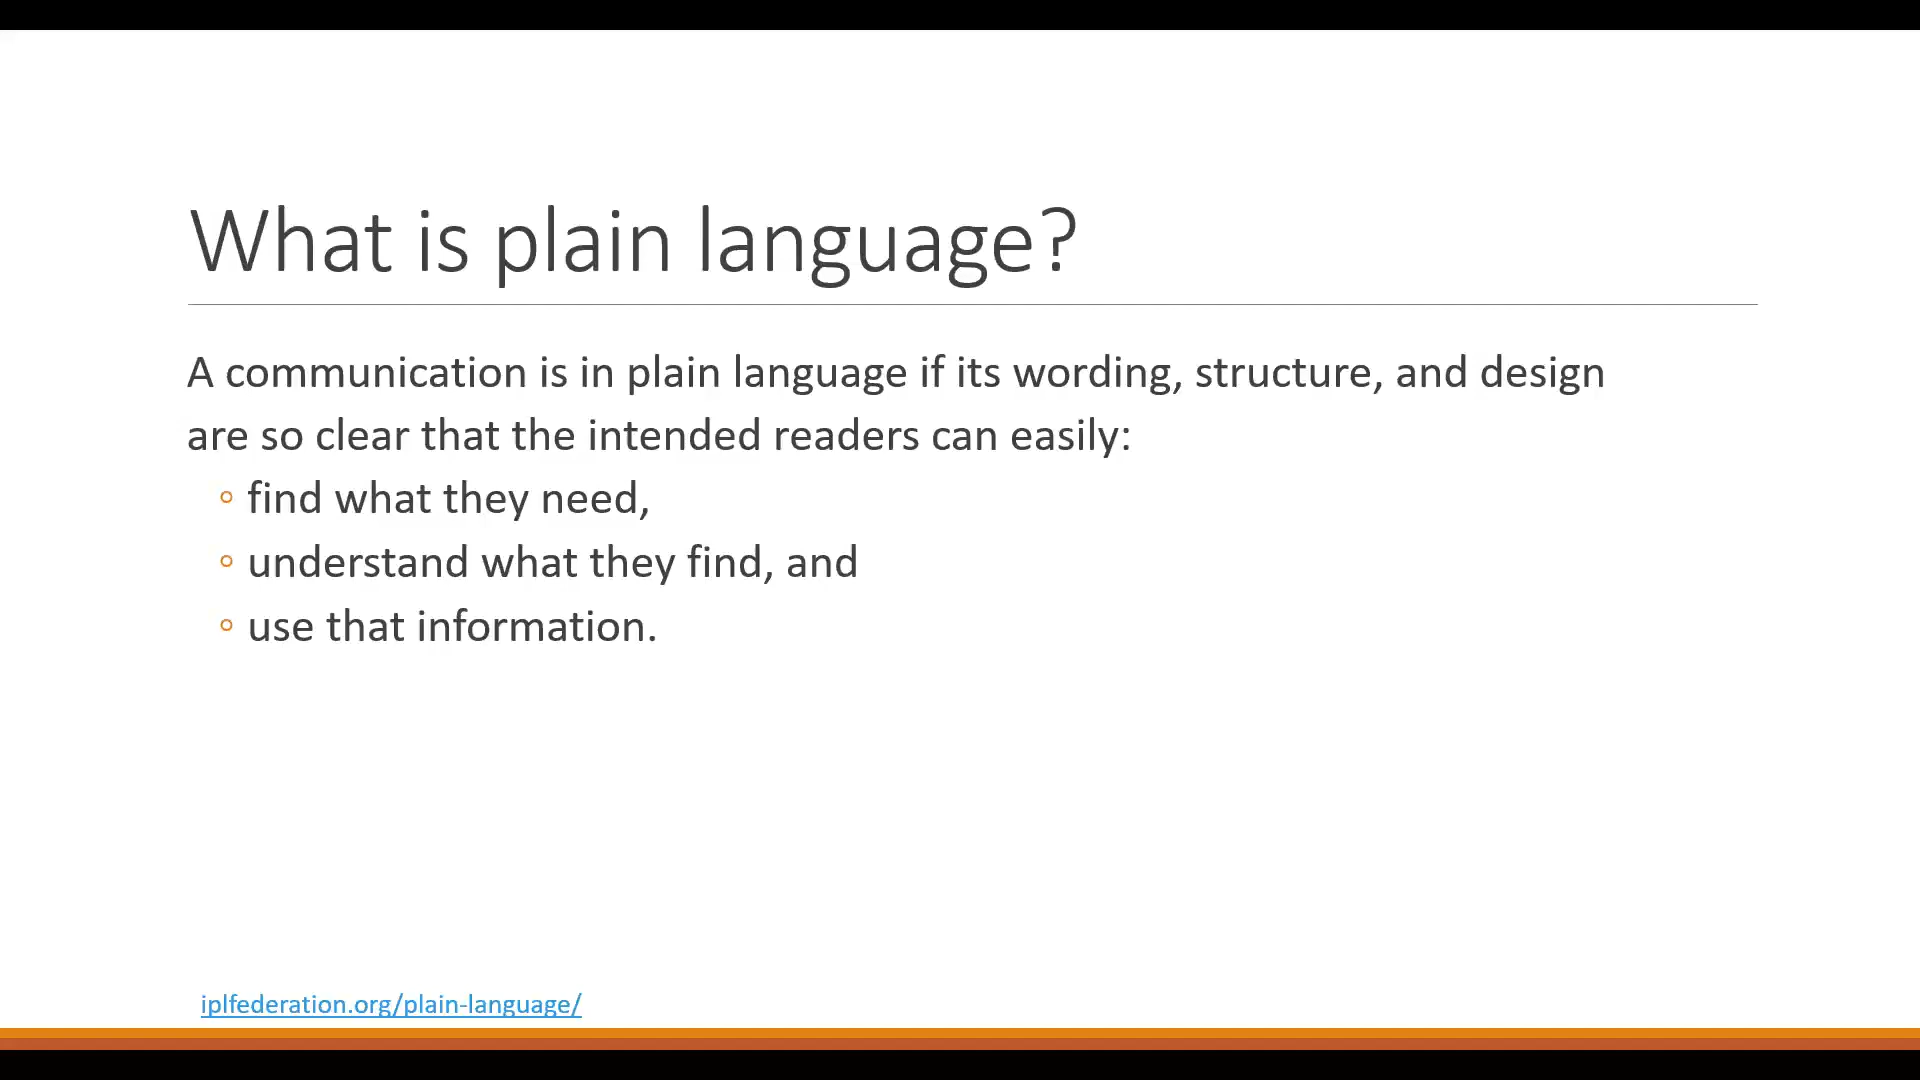 What is plain language?
A communication is in plain language if its wording, structure, and design
are so clear that the intended readers can easily:
◦ find what they need,
◦ understand what they find, and
◦ use that information.
iplfederation.org/plain-language/